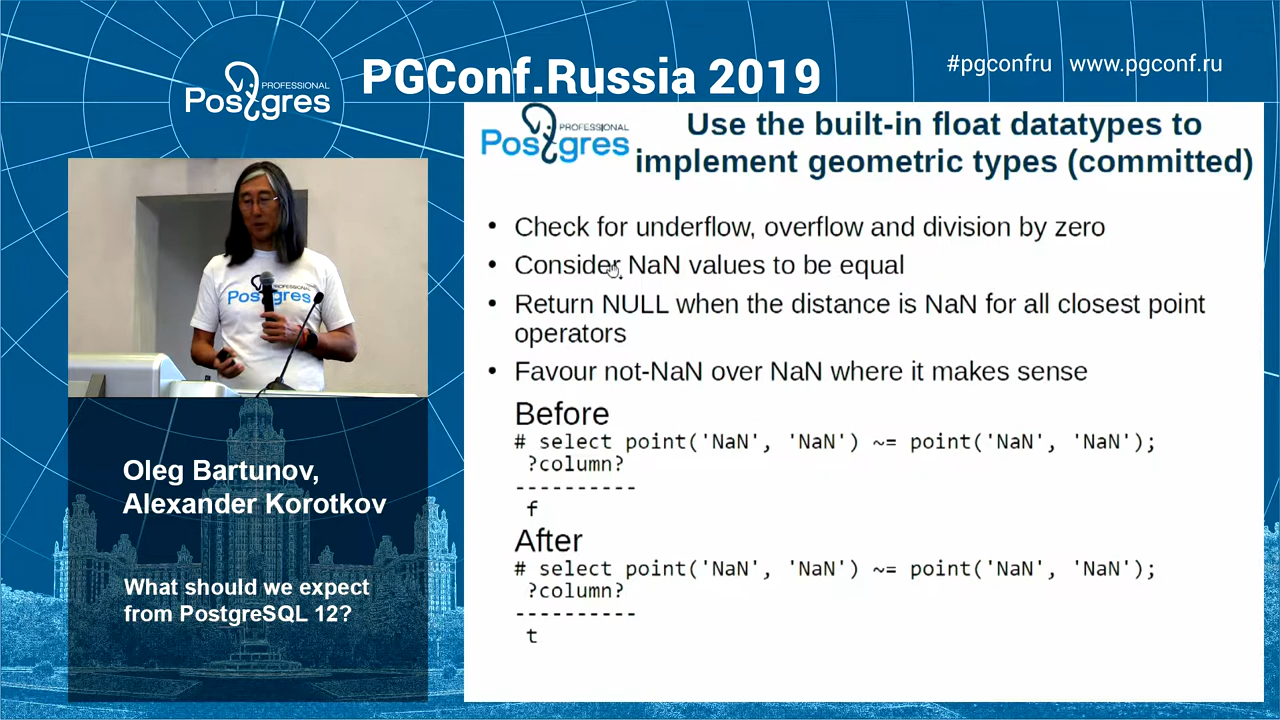 PROFESSIONAL
Postgres
PGConf.Russia 2019
#pgconfru www.pgconf.ru
PROFESSIONAL
Postgres
Use the built-in float datatypes to
implement geometric types (committed)
• Check for underflow, overflow and division by zero
• Consider NaN values to be equal
• Return NULL when the distance is NaN for all closest point
operators
• Favour not-NaN over NaN where it makes sense
Before
# select point('NaN', 'NaN') ~= point('NaN', 'NaN');
?column?
----------
f
After
# select point('NaN', 'NaN') ~= point('NaN', 'NaN');
?column?
----------
t
PROFESSIONAL
Postgres
Oleg Bartunov,
Alexander Korotkov
What should we expect
from PostgreSQL 12?